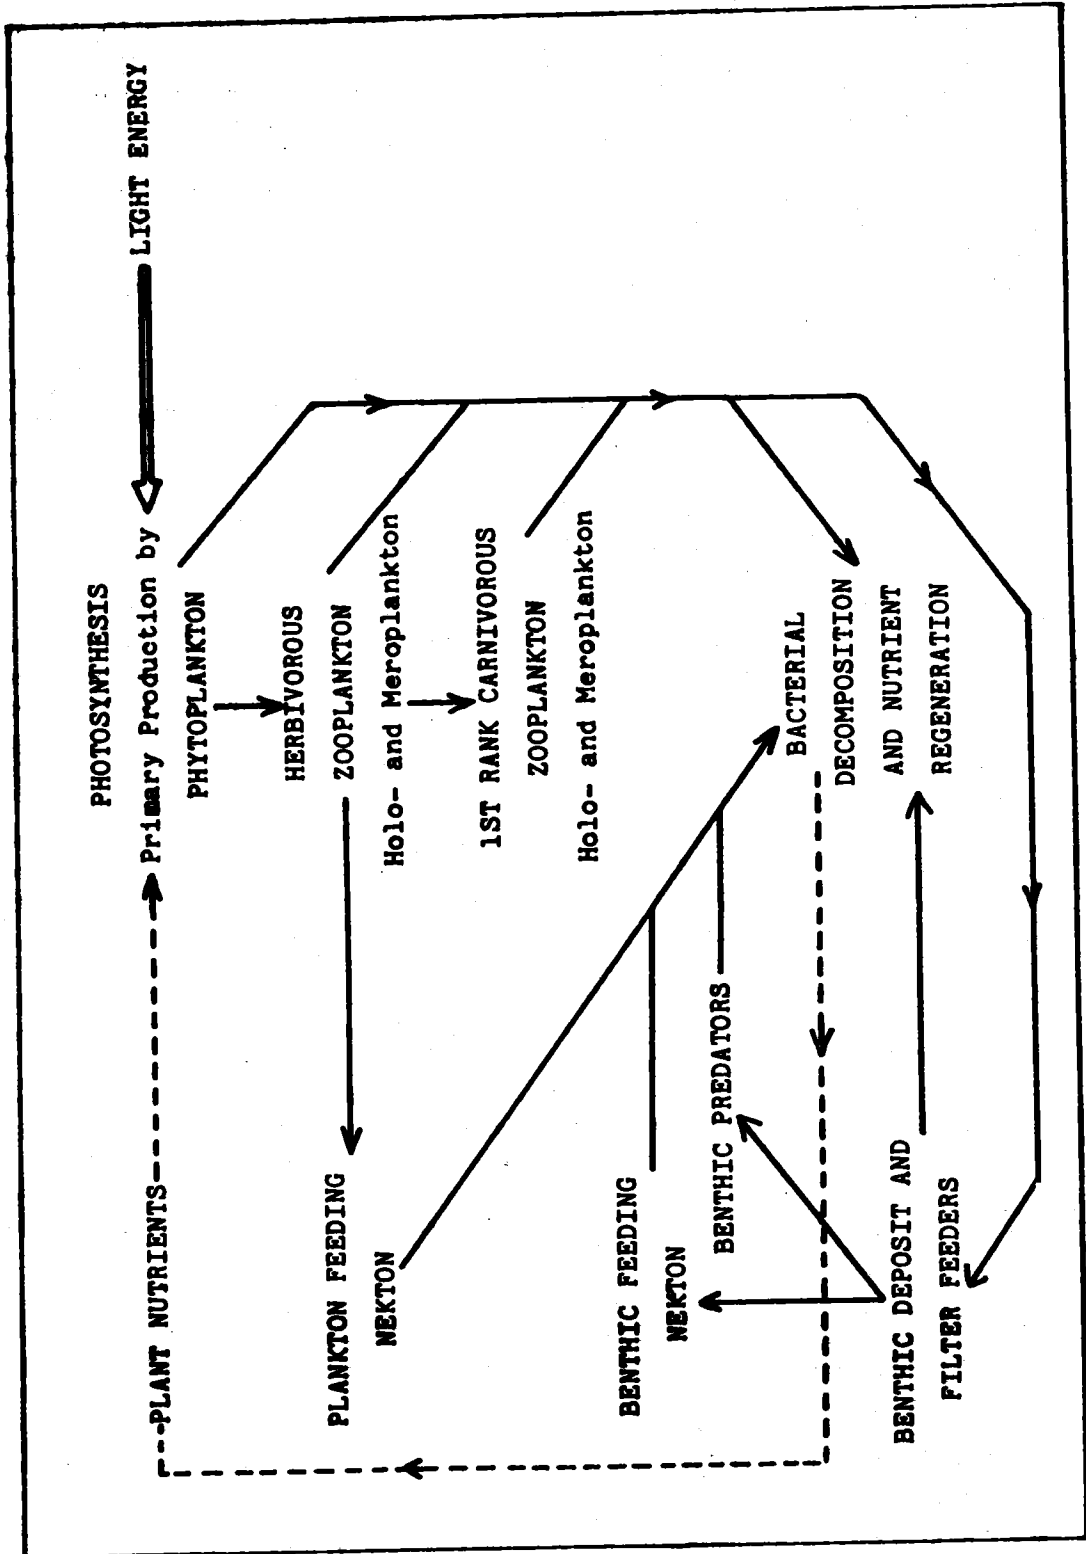 PHOTOSYNTHESIS
PLANT NUTRIENTS
Primary Production by
LIGHT ENERGY
PHYTOPLANKTON
HERBIVOROUS
ZOOPLANKTON
Holo- and Meroplankton
PLANKTON FEEDING
NEKTON
1ST RANK CARNIVOROUS
ZOOPLANKTON
Holo- and Meroplankton
BENTHIC FEEDING
NEKTON
BENTHIC PREDATORS
BACTERIAL
DECOMPOSITION
AND NUTRIENT
REGENERATION
BENTHIC DEPOSIT AND
FILTER FEEDERS